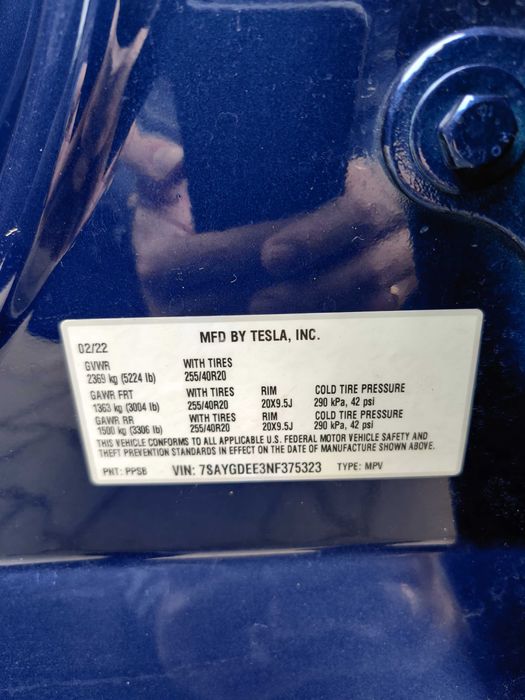 MFD BY TESLA, INC.
02/22
GVWR WITH TIRES
2369 kg (5224 lb) 255/40R20
GAWR FRT WITH TIRES RIM COLD TIRE PRESSURE
1363 kg (3004 lb) 255/40R20 20X9.5J 290 kPa, 42 psi
GAWR RR WITH TIRES RIM COLD TIRE PRESSURE
1500 kg (3306 lb) 255/40R20 20X9.5J 290 kPa, 42 psi
THIS VEHICLE CONFORMS TO ALL APPLICABLE U.S. FEDERAL MOTOR VEHICLE SAFETY AND
THEFT PREVENTION STANDARDS IN EFFECT ON THE DATE OF MANUFACTURE SHOWN ABOVE.
PNT: PPSB VIN: 7SAYGDEE3NF375323 TYPE: MPV